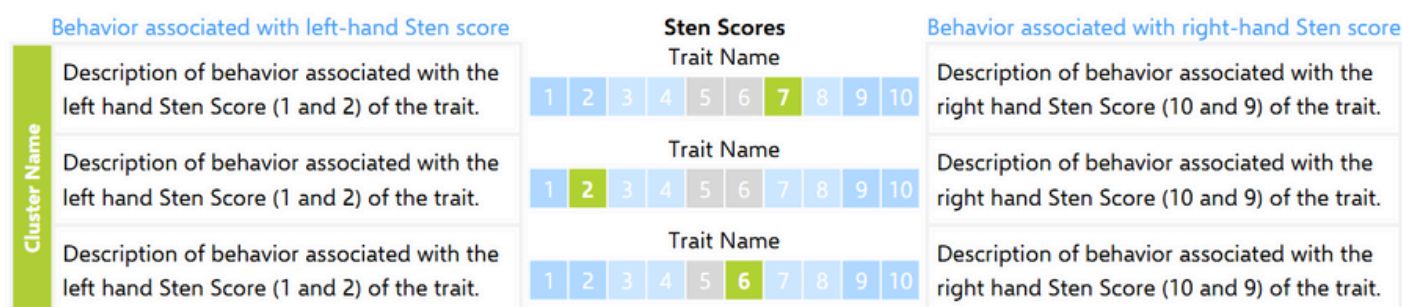 Behavior associated with left-hand Sten score
Sten Scores
Behavior associated with right-hand Sten score
Cluster Name
Description of behavior associated with the
left hand Sten Score (1 and 2) of the trait.
Trait Name
1 2 3 4 5 6 7 8 9 10
Description of behavior associated with the
right hand Sten Score (10 and 9) of the trait.
Description of behavior associated with the
left hand Sten Score (1 and 2) of the trait.
Trait Name
1 2 3 4 5 6 7 8 9 10
Description of behavior associated with the
right hand Sten Score (10 and 9) of the trait.
Description of behavior associated with the
left hand Sten Score (1 and 2) of the trait.
Trait Name
1 2 3 4 5 6 7 8 9 10
Description of behavior associated with the
right hand Sten Score (10 and 9) of the trait.